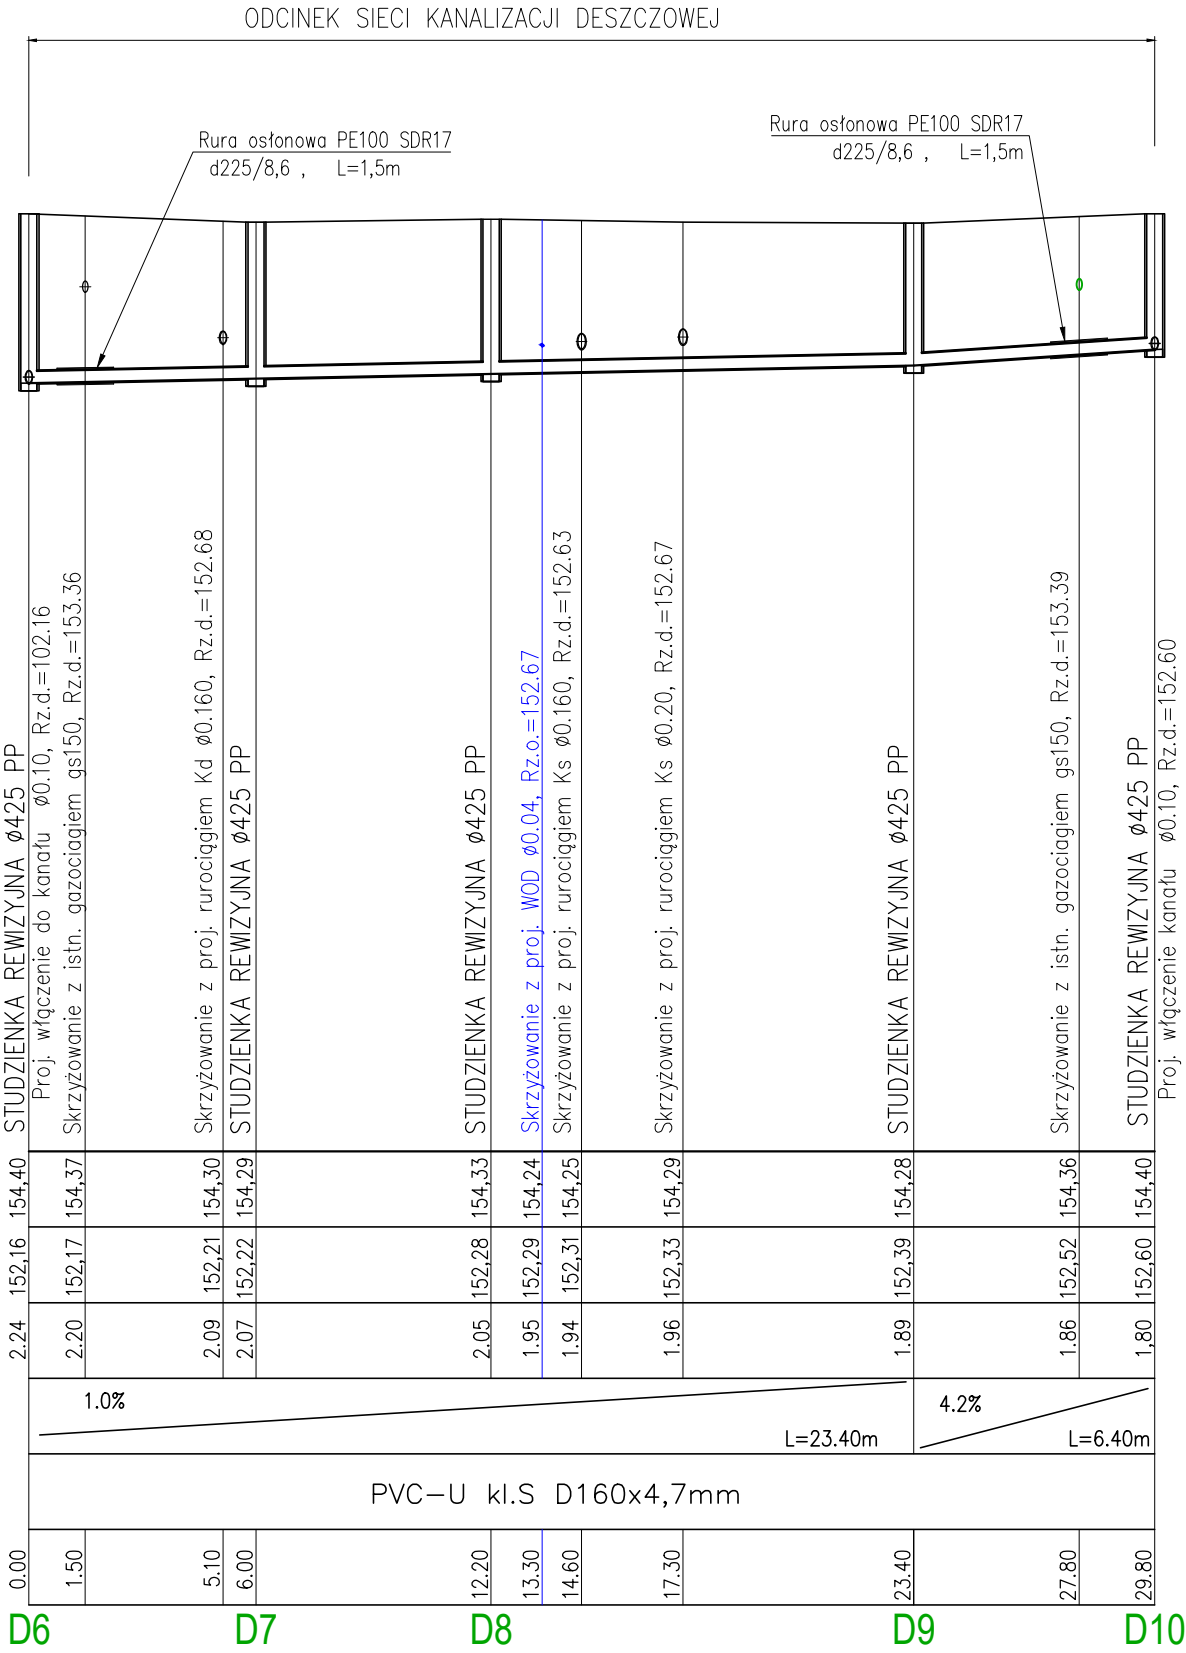 ODCINEK SIECI KANALIZACJI DESZCZOWEJ
Rura osłonowa PE100 SDR17
d225/8,6 , L=1,5m
Rura osłonowa PE100 SDR17
d225/8,6 , L=1,5m
STUDZIENKA REWIZYJNA ø425 PP
Proj. włączenie do kanału ø0.10, Rz.d.=102.16
Skrzyżowanie z istn. gazociagiem gs150, Rz.d.=153.36
Skrzyżowanie z proj. rurociągiem Kd ø0.160, Rz.d.=152.68
STUDZIENKA REWIZYJNA ø425 PP
STUDZIENKA REWIZYJNA ø425 PP
Skrzyżowanie z proj. WOD ø0.04, Rz.o.=152.67
Skrzyżowanie z proj. rurociągiem Ks ø0.160, Rz.d.=152.63
Skrzyżowanie z proj. rurociągiem Ks ø0.20, Rz.d.=152.67
STUDZIENKA REWIZYJNA ø425 PP
Skrzyżowanie z istn. gazociagiem gs150, Rz.d.=153.39
STUDZIENKA REWIZYJNA ø425 PP
Proj. włączenie kanału ø0.10, Rz.d.=152.60
154,40 154,37 154,30 154,29 154,33 154,24 154,25 154,29 154,28 154,36 154,40
152,16 152,17 152,21 152,22 152,28 152,29 152,31 152,33 152,39 152,52 152,60
2.24 2.20 2.09 2.07 2.05 1.95 1.94 1.96 1.89 1.86 1,80
1.0% 4.2%
L=23.40m L=6.40m
PVC-U kl.S D160x4,7mm
0.00 1.50 5.10 6.00 12.20 13.30 14.60 17.30 23.40 27.80 29.80
D6 D7 D8 D9 D10